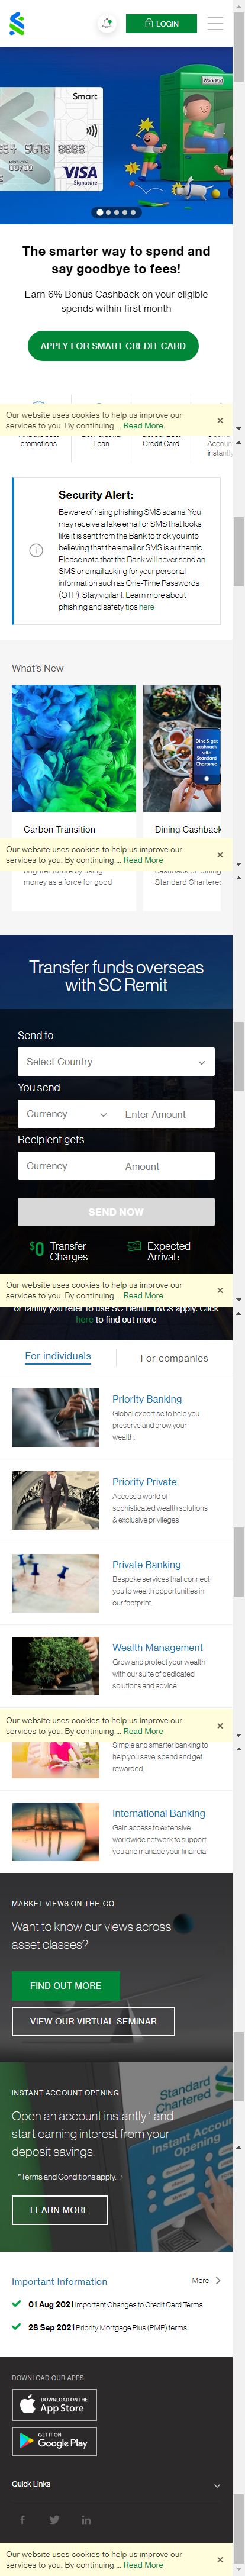 LOGIN
Smart
Work Pod
VISA
Signature
The smarter way to spend and
say goodbye to fees!
Earn 6% Bonus Cashback on your eligible
spends within first month
APPLY FOR SMART CREDIT CARD
Our website uses cookies to help us improve our
services to you. By continuing ... Read More
promotions
Loan
Credit Card
instantly
Security Alert:
Beware of rising phishing SMS scams. You
may receive a fake email or SMS that looks
like it is sent from the Bank to trick you into
believing that the email or SMS is authentic.
Please note that the Bank will never send an
SMS or email asking for your personal
information such as One-Time Passwords
(OTP). Stay vigilant. Learn more about
phishing and safety tips here
What's New
Dine & get
cashback
with
Standard
Chartered
Carbon Transition
Dining Cashback
Our website uses cookies to help us improve our
services to you. By continuing ... Read More
brighter future by using
cashback on dining
money as a force for good
Standard Chartered
Transfer funds overseas
with SC Remit
Send to
Select Country
You send
Currency
Enter Amount
Recipient gets
Currency
Amount
SEND NOW
$0 Transfer
Charges
Expected
Arrival :
Our website uses cookies to help us improve our
services to you. By continuing ... Read More
or family you refer to use SC Remit. T&Cs apply. Click
here to find out more
For individuals
For companies
Priority Banking
Global expertise to help you
preserve and grow your
wealth.
Priority Private
Access a world of
sophisticated wealth solutions
& exclusive privileges
Private Banking
Bespoke services that connect
you to wealth opportunities in
our footprint.
Wealth Management
Grow and protect your wealth
with our suite of dedicated
solutions and advice
Our website uses cookies to help us improve our
services to you. By continuing ... Read More
Simple and smarter banking to
help you save, spend and get
rewarded.
International Banking
Gain access to extensive
worldwide network to support
you and manage your financial
MARKET VIEWS ON-THE-GO
Want to know our views across
asset classes?
FIND OUT MORE
VIEW OUR VIRTUAL SEMINAR
Standard
Chartered
Instant Account
Opening
INSTANT ACCOUNT OPENING
Open an account instantly* and
start earning interest from your
deposit savings.
*Terms and Conditions apply.
LEARN MORE
Important Information
More
01 Aug 2021 Important Changes to Credit Card Terms
28 Sep 2021 Priority Mortgage Plus (PMP) terms
DOWNLOAD OUR APPS
DOWNLOAD ON THE
App Store
GET IT ON
Google Play
Quick Links
Our website uses cookies to help us improve our
services to you. By continuing ... Read More